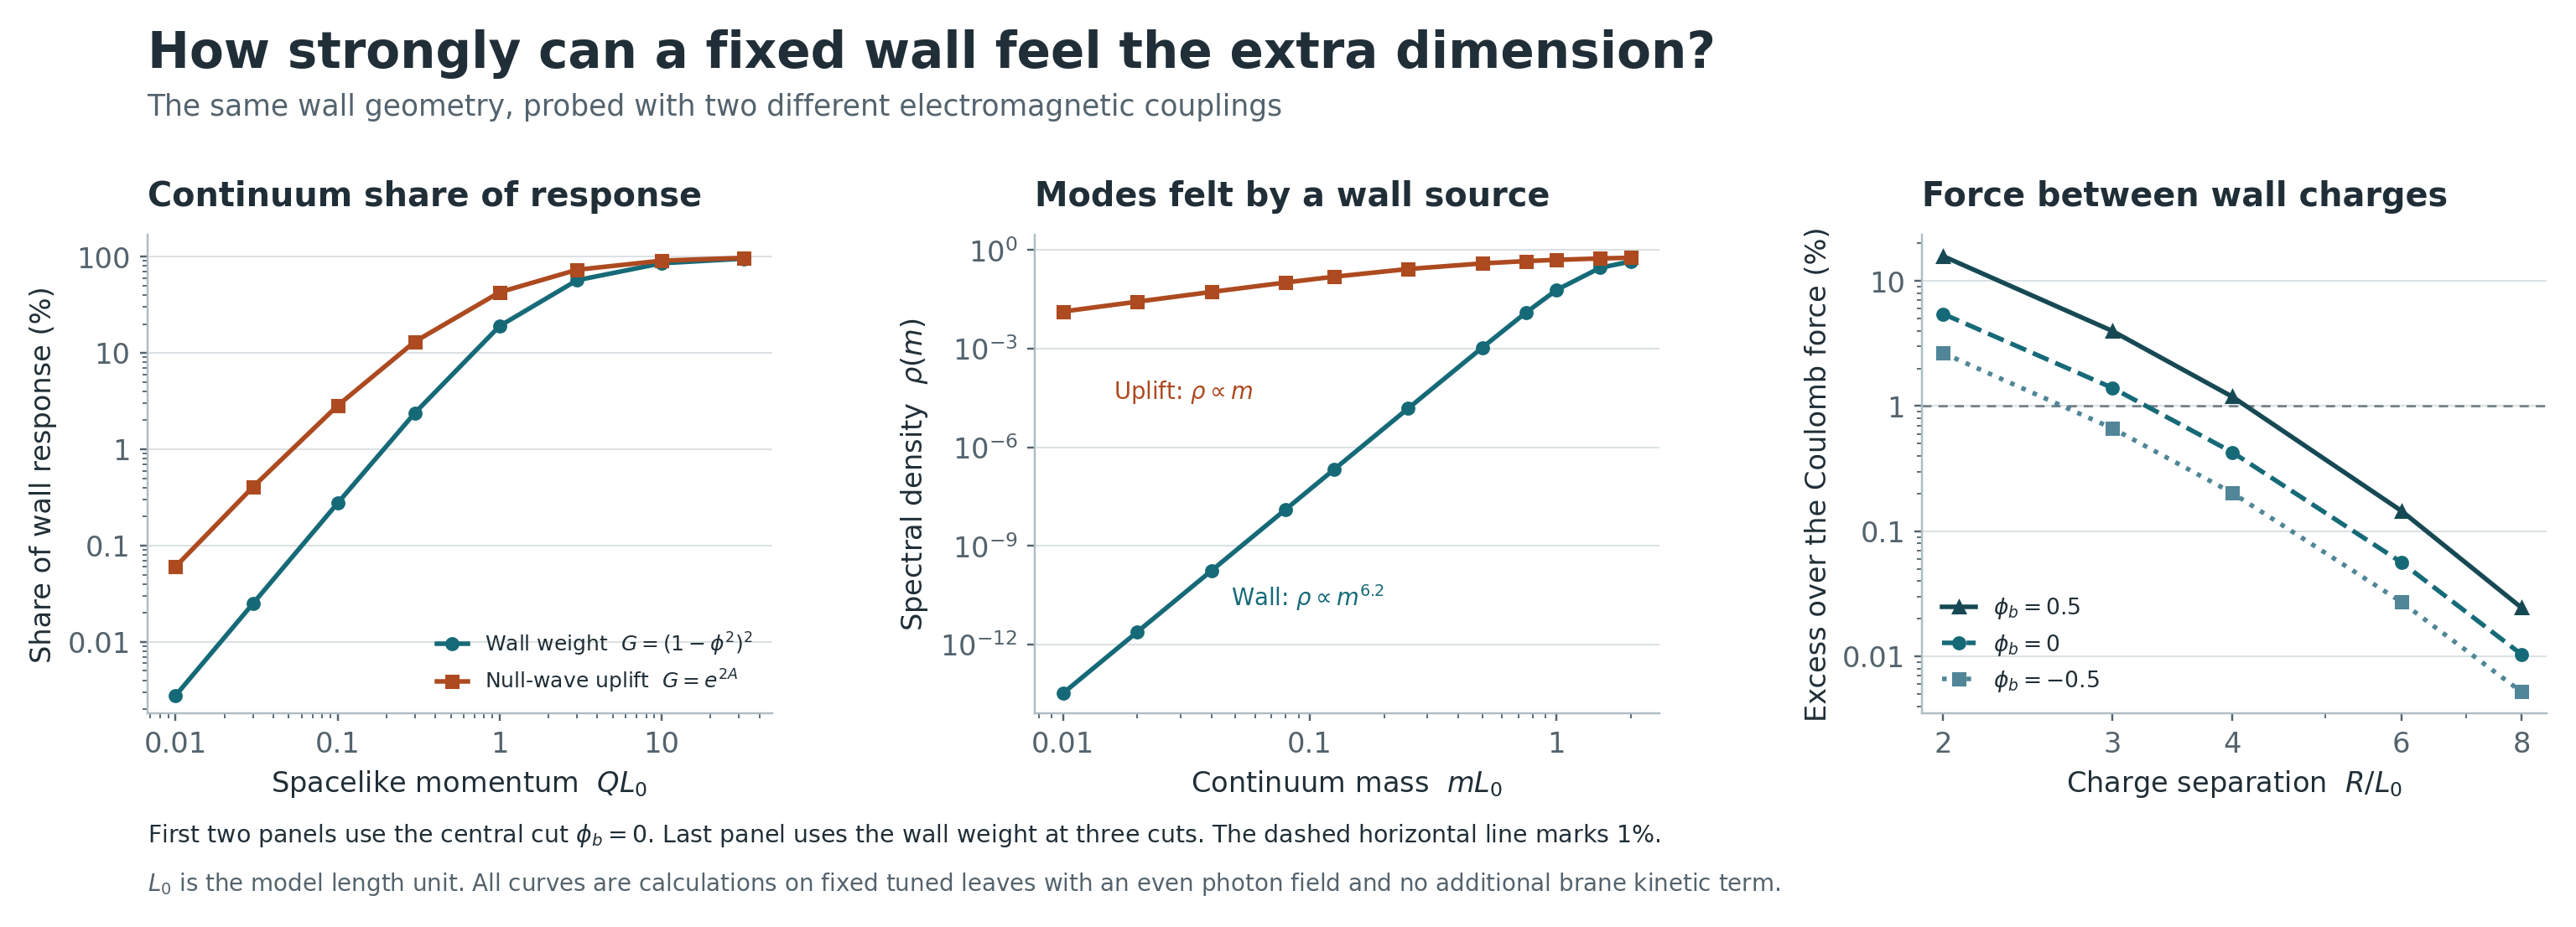 How strongly can a fixed wall feel the extra dimension?
The same wall geometry, probed with two different electromagnetic couplings
Continuum share of response
Share of wall response (%)
100
10
1
0.1
0.01
Wall weight G = (1 − ϕ²)²
Null-wave uplift G = e²ᴬ
0.01 0.1 1 10
Spacelike momentum QL₀
Modes felt by a wall source
Spectral density ρ(m)
10⁰
10⁻³
10⁻⁶
10⁻⁹
10⁻¹²
Uplift: ρ ∝ m
Wall: ρ ∝ m⁶·²
0.01 0.1 1
Continuum mass mL₀
Force between wall charges
Excess over the Coulomb force (%)
10
1
0.1
0.01
ϕ_b = 0.5
ϕ_b = 0
ϕ_b = −0.5
2 3 4 6 8
Charge separation R/L₀
First two panels use the central cut ϕ_b = 0. Last panel uses the wall weight at three cuts. The dashed horizontal line marks 1%.
L₀ is the model length unit. All curves are calculations on fixed tuned leaves with an even photon field and no additional brane kinetic term.